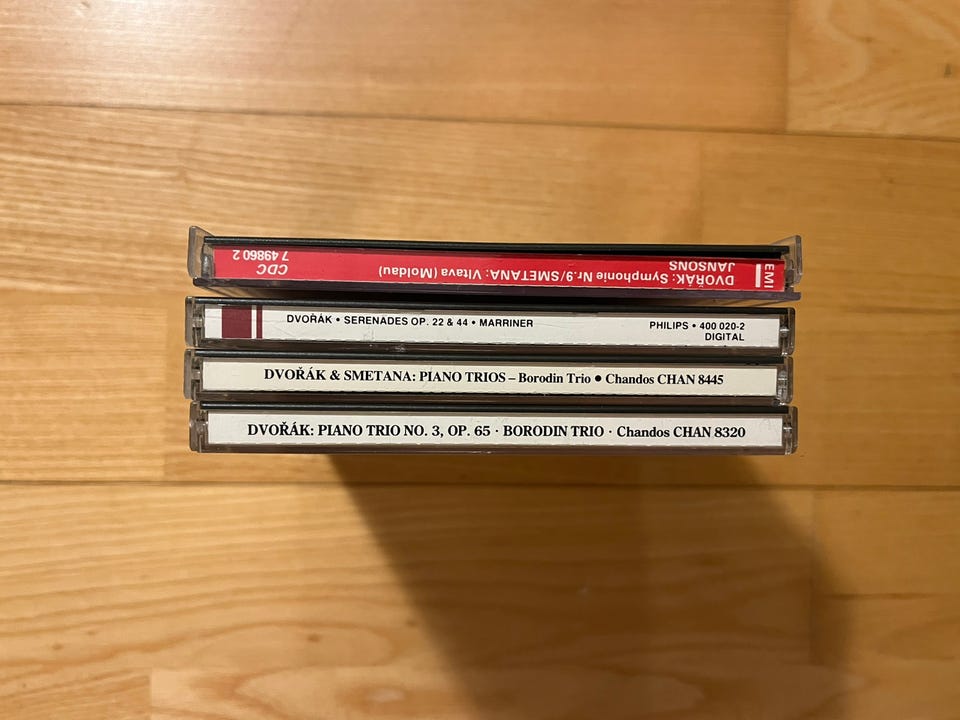 EMI
DVOŘÁK: Symphonie Nr.9/SMETANA: Vltava (Moldau)
JANSONS
CDC
7 49860 2
DVOŘÁK • SERENADES OP. 22 & 44 • MARRINER
PHILIPS • 400 020-2
DIGITAL
DVOŘÁK & SMETANA: PIANO TRIOS – Borodin Trio ● Chandos CHAN 8445
DVOŘÁK: PIANO TRIO NO. 3, OP. 65 · BORODIN TRIO · Chandos CHAN 8320